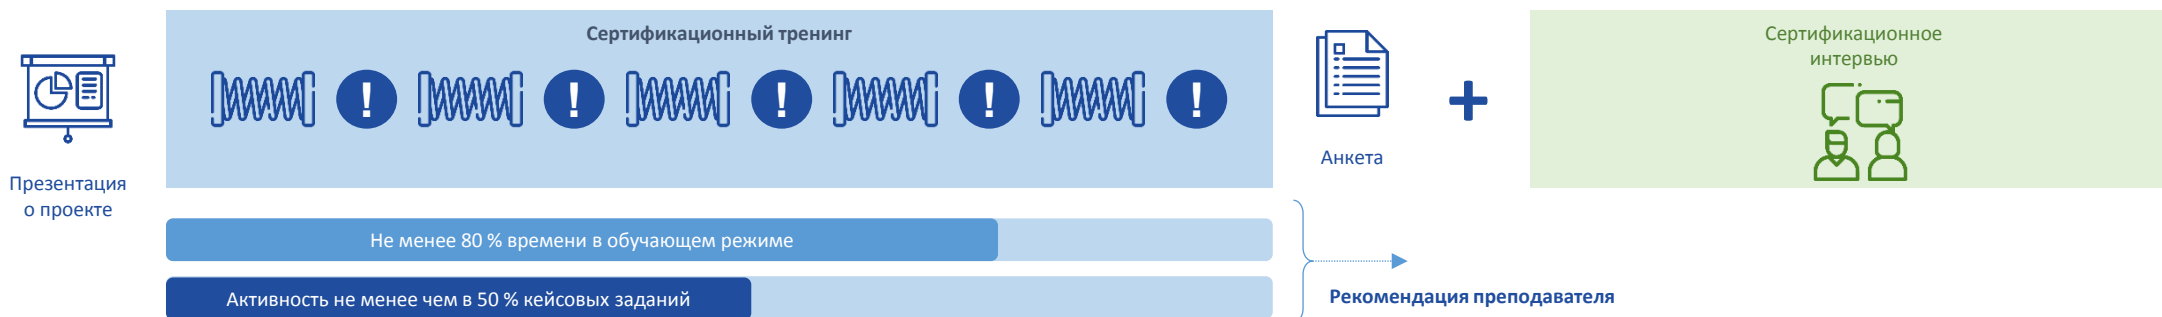 Презентация
о проекте
Сертификационный тренинг
!
!
!
!
!
Анкета
+
Сертификационное
интервью
Не менее 80 % времени в обучающем режиме
Активность не менее чем в 50 % кейсовых заданий
Рекомендация преподавателя